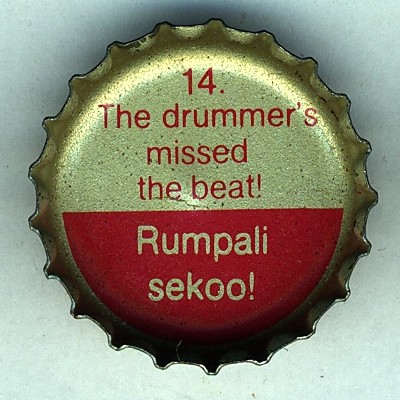 14.
The drummer's
missed
the beat!
Rumpali
sekoo!